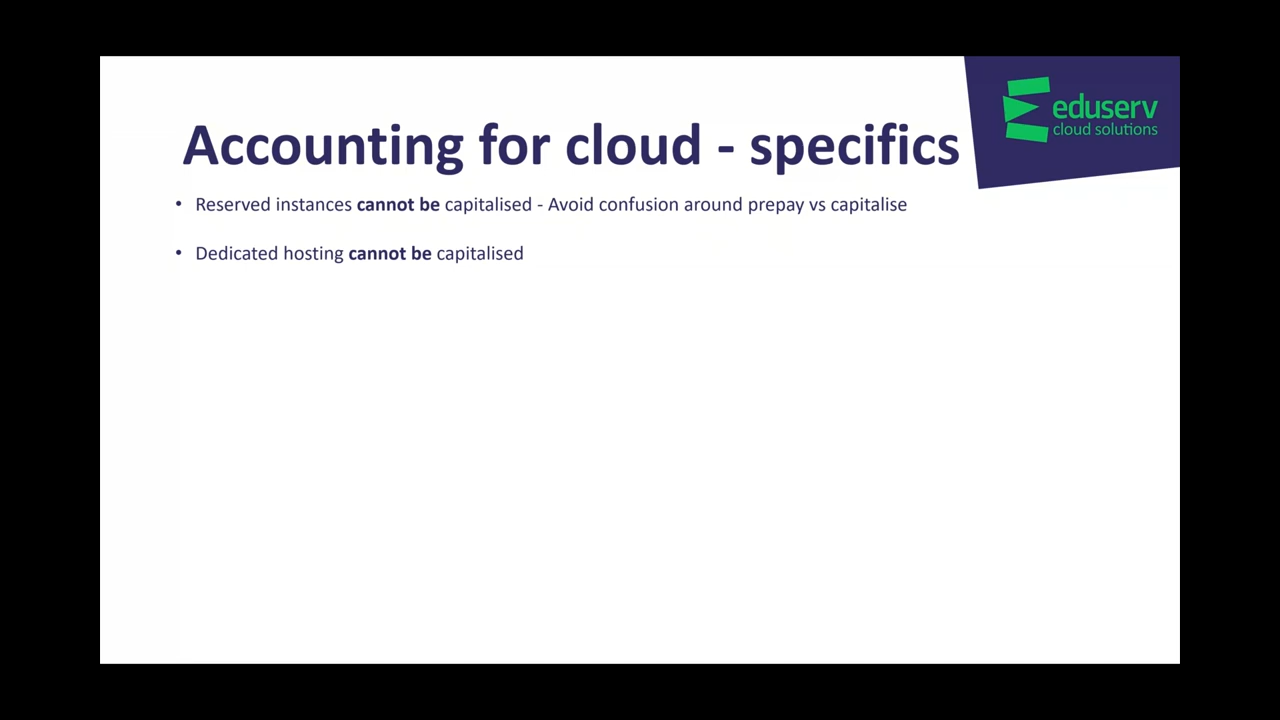 eduserv
cloud solutions
Accounting for cloud - specifics
• Reserved instances cannot be capitalised - Avoid confusion around prepay vs capitalise
• Dedicated hosting cannot be capitalised